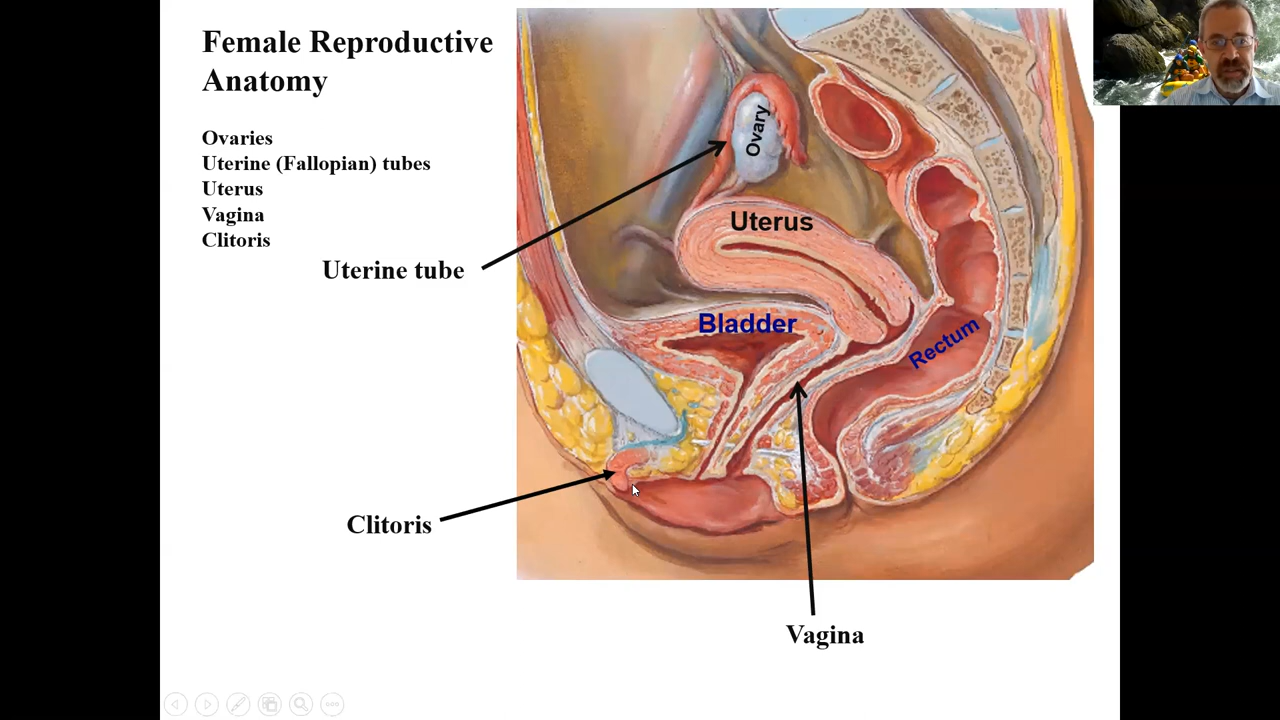 Female Reproductive
Anatomy
Ovaries
Uterine (Fallopian) tubes
Uterus
Vagina
Clitoris
Uterine tube
Ovary
Uterus
Bladder
Rectum
Clitoris
Vagina